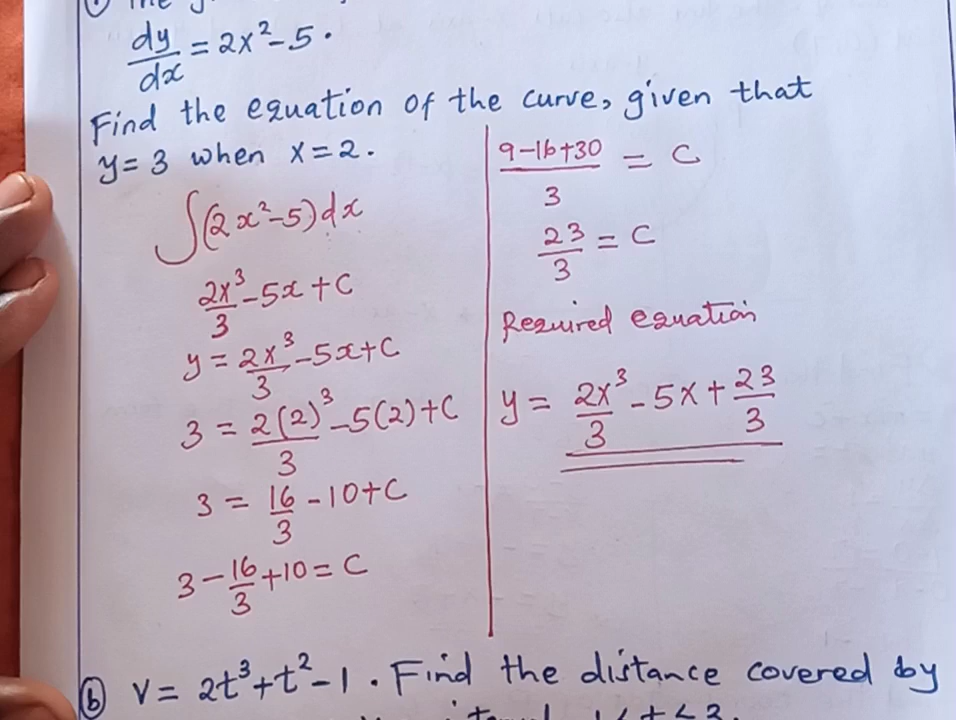 dy/dx = 2x² - 5.
Find the equation of the curve, given that
y = 3 when x = 2.
∫(2x² - 5)dx
2x³/3 - 5x + C
y = 2x³/3 - 5x + C
3 = 2(2)³/3 - 5(2) + C
3 = 16/3 - 10 + C
3 - 16/3 + 10 = C
9 - 16 + 30/3 = C
23/3 = C
Required equation
y = 2x³/3 - 5x + 23/3
(b) V = 2t³ + t² - 1. Find the distance covered by